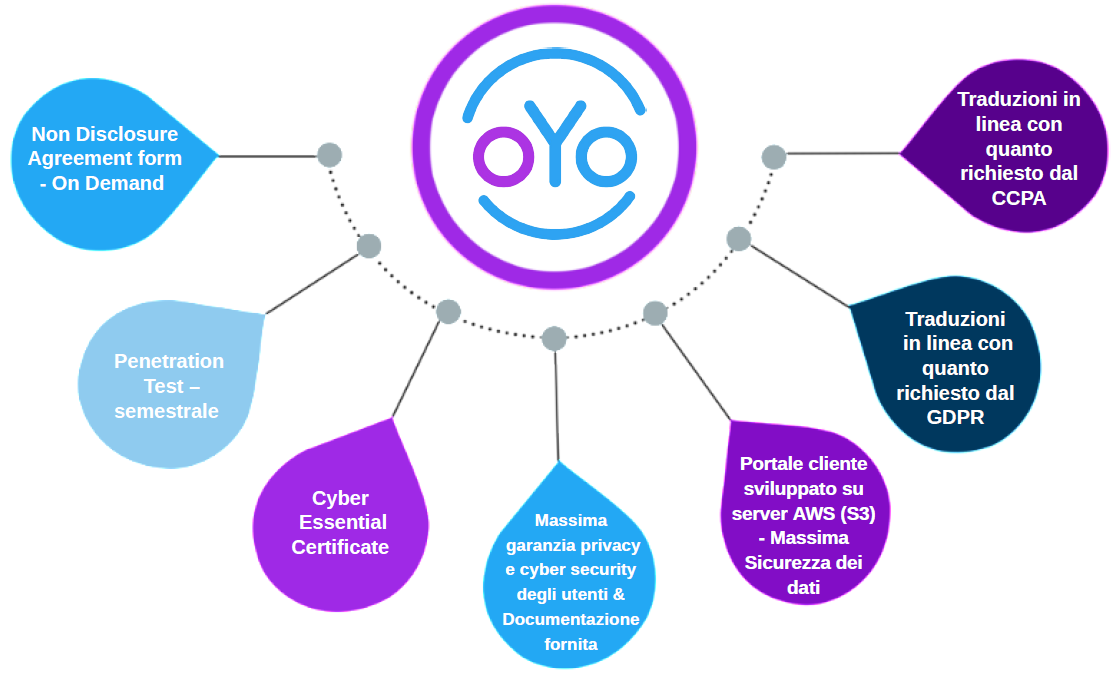 oYo
Non Disclosure
Agreement form
- On Demand
Penetration
Test –
semestrale
Cyber
Essential
Certificate
Massima
garanzia privacy
e cyber security
degli utenti &
Documentazione
fornita
Portale cliente
sviluppato su
server AWS (S3)
- Massima
Sicurezza dei
dati
Traduzioni
in linea con
quanto
richiesto dal
GDPR
Traduzioni in
linea con
quanto
richiesto dal
CCPA